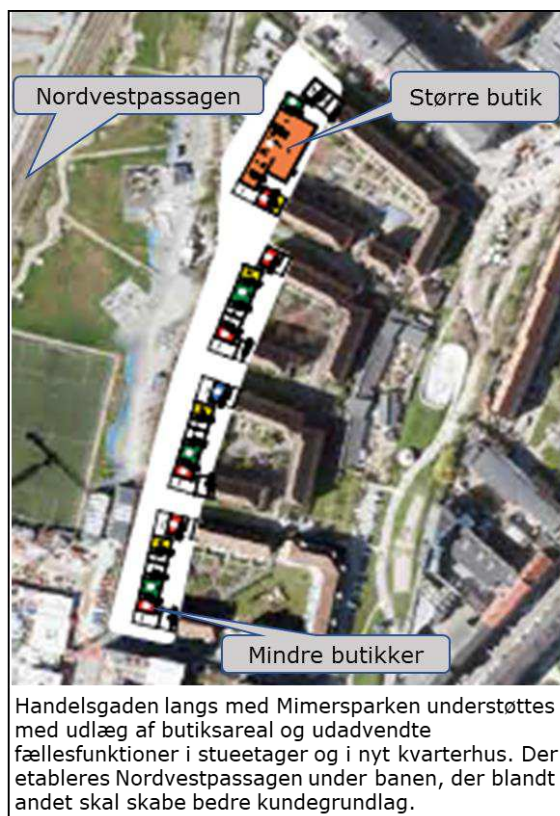 Nordvestpassagen
Større butik
Mindre butikker
Handelsgaden langs med Mimersparken understøttes
med udlæg af butiksareal og udadvendte
fællesfunktioner i stueetager og i nyt kvarterhus. Der
etableres Nordvestpassagen under banen, der blandt
andet skal skabe bedre kundegrundlag.